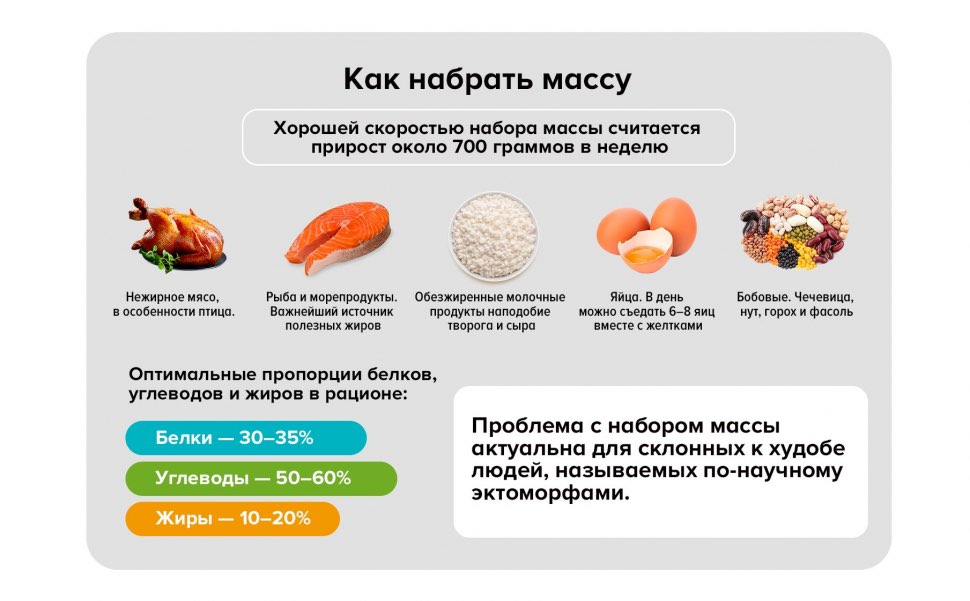 Как набрать массу
Хорошей скоростью набора массы считается
прирост около 700 граммов в неделю
Нежирное мясо,
в особенности птица.
Рыба и морепродукты.
Важнейший источник
полезных жиров
Обезжиренные молочные
продукты наподобие
творога и сыра
Яйца. В день
можно съедать 6–8 яиц
вместе с желтками
Бобовые. Чечевица,
нут, горох и фасоль
Оптимальные пропорции белков,
углеводов и жиров в рационе:
Белки — 30–35%
Углеводы — 50–60%
Жиры — 10–20%
Проблема с набором массы
актуальна для склонных к худобе
людей, называемых по-научному
эктоморфами.